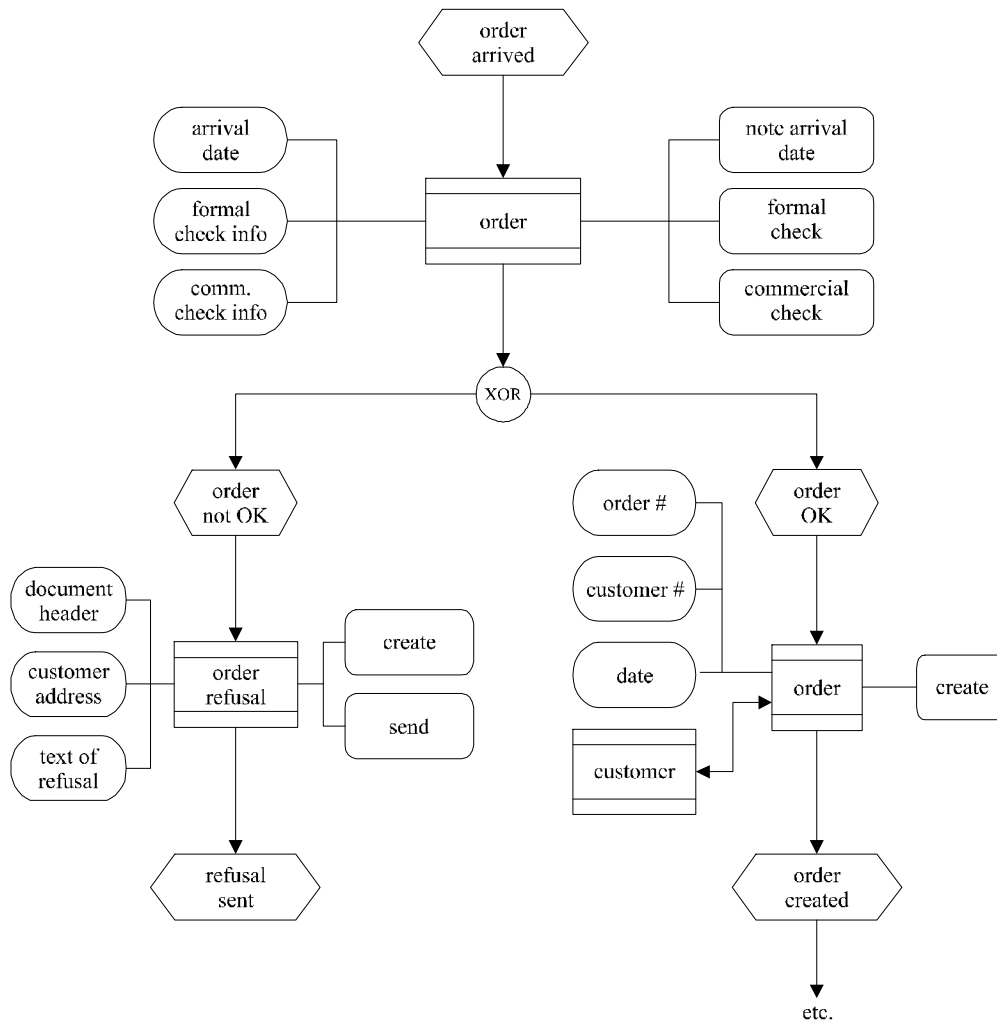 order
arrived
arrival
date
note arrival
date
formal
check info
order
formal
check
comm.
check info
commercial
check
XOR
order
not OK
order #
order
OK
document
header
customer #
create
customer
address
order
refusal
date
order
create
send
text of
refusal
customer
refusal
sent
order
created
etc.